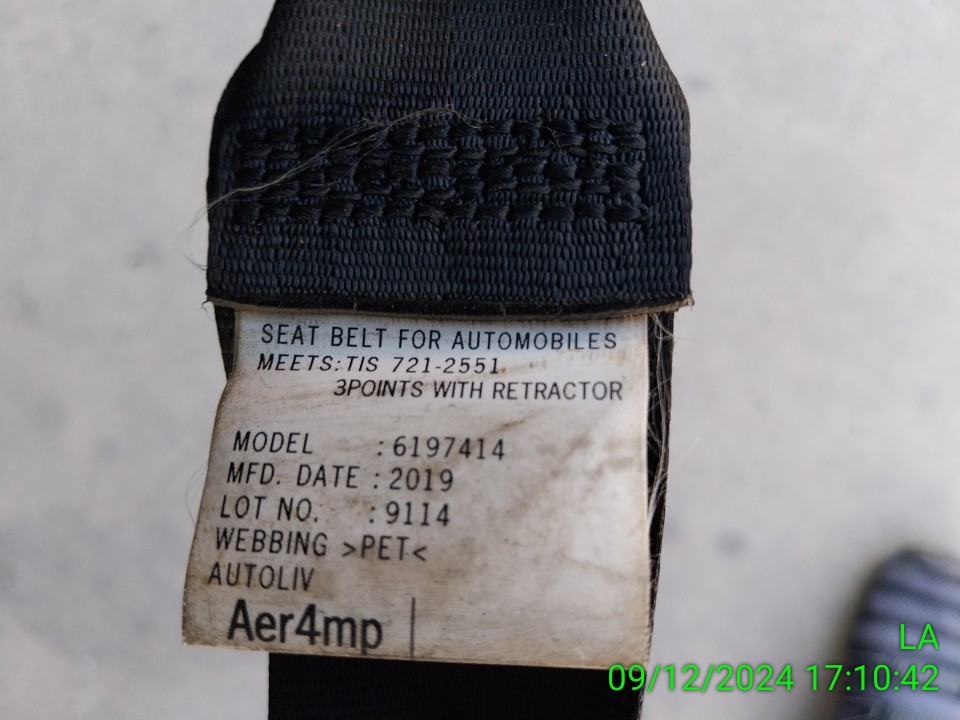 SEAT BELT FOR AUTOMOBILES
MEETS:TIS 721-2551
3POINTS WITH RETRACTOR
MODEL :6197414
MFD. DATE :2019
LOT NO. :9114
WEBBING >PET<
AUTOLIV
Aer4mp
LA
09/12/2024 17:10:42